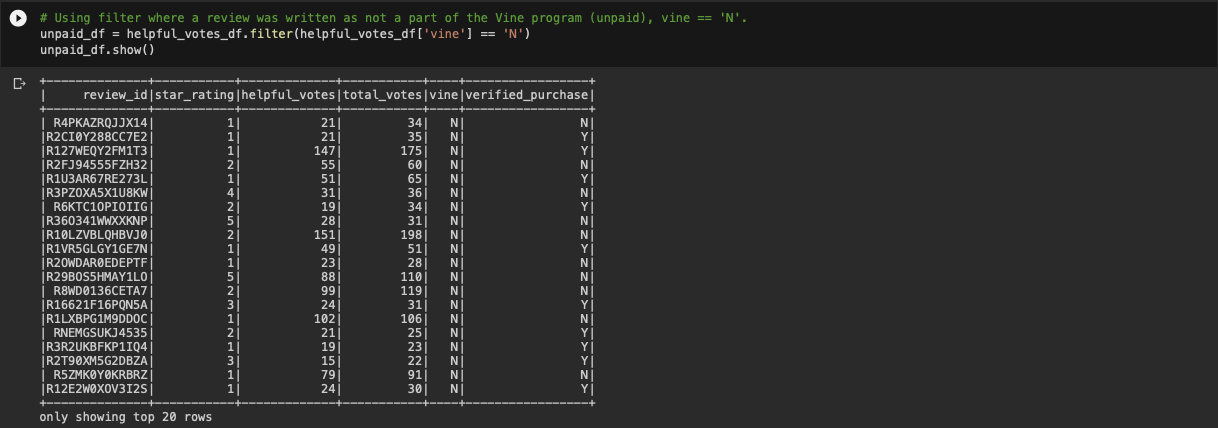 # Using filter where a review was written as not a part of the Vine program (unpaid), vine == 'N'.
unpaid_df = helpful_votes_df.filter(helpful_votes_df['vine'] == 'N')
unpaid_df.show()
+--------------+-----------+-------------+-----------+----+-----------------+
|     review_id|star_rating|helpful_votes|total_votes|vine|verified_purchase|
+--------------+-----------+-------------+-----------+----+-----------------+
| R4PKAZRQJJX14|          1|           21|         34|   N|                N|
|R2CI0Y288CC7E2|          1|           21|         35|   N|                Y|
|R127WEQY2FM1T3|          1|          147|        175|   N|                Y|
|R2FJ94555FZH32|          2|           55|         60|   N|                N|
|R1U3AR67RE273L|          1|           51|         65|   N|                Y|
|R3PZOXA5X1U8KW|          4|           31|         36|   N|                N|
| R6KTC1OPIOIIG|          2|           19|         34|   N|                Y|
|R36O341WWXXKNP|          5|           28|         31|   N|                N|
|R10LZVBLQHBVJ0|          2|          151|        198|   N|                N|
|R1VR5GLGY1GE7N|          1|           49|         51|   N|                Y|
|R2OWDAR0EDEPTF|          1|           23|         28|   N|                N|
|R29BOS5HMAY1LO|          5|           88|        110|   N|                N|
| R8WD0136CETA7|          2|           99|        119|   N|                N|
|R16621F16PQN5A|          3|           24|         31|   N|                Y|
|R1LXBPG1M9DDOC|          1|          102|        106|   N|                N|
| RNEMGSUKJ4535|          2|           21|         25|   N|                Y|
|R3R2UKBFKP1IQ4|          1|           19|         23|   N|                Y|
|R2T90XM5G2DBZA|          3|           15|         22|   N|                Y|
| R5ZMK0Y0KRBRZ|          1|           79|         91|   N|                N|
|R12E2W0XOV3I2S|          1|           24|         30|   N|                Y|
+--------------+-----------+-------------+-----------+----+-----------------+
only showing top 20 rows